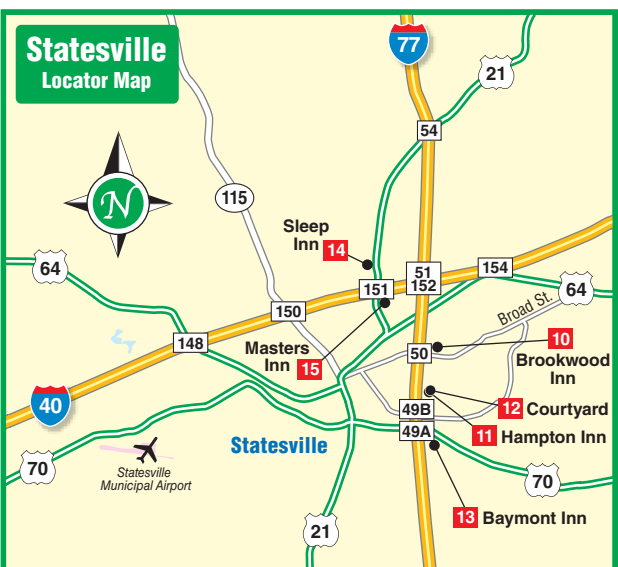 Statesville
Locator Map
77
21
54
N
115
Sleep
Inn 14
64
151
51
152
154
64
150
Broad St.
148
Masters
Inn 15
50
10
Brookwood
Inn
40
49B
12 Courtyard
49A
11 Hampton Inn
Statesville
70
Statesville
Municipal Airport
70
13 Baymont Inn
21